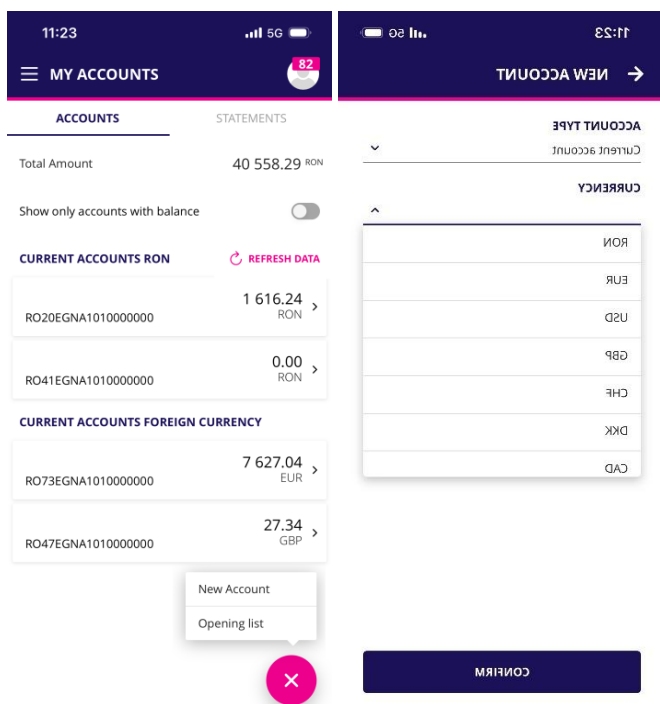 11:23
5G
MY ACCOUNTS
82
ACCOUNTS
STATEMENTS
Total Amount
40 558.29 RON
Show only accounts with balance
CURRENT ACCOUNTS RON
REFRESH DATA
RO20EGNA1010000000
1 616.24
RON
RO41EGNA1010000000
0.00
RON
CURRENT ACCOUNTS FOREIGN CURRENCY
RO73EGNA1010000000
7 627.04
EUR
RO47EGNA1010000000
27.34
GBP
New Account
Opening list
11:23
5G
NEW ACCOUNT
ACCOUNT TYPE
Current account
CURRENCY
RON
EUR
USD
GBP
CHF
DKK
CAD
CONFIRM